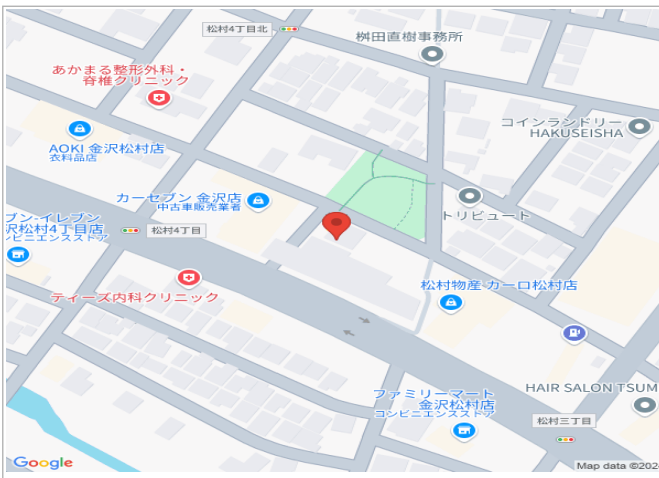 松村4丁目北
桝田直樹事務所
あかまる整形外科・
脊椎クリニック
コインランドリー
HAKUSEISHA
AOKI 金沢松村店
衣料品店
カーセブン 金沢店
中古車販売業者
トリビュート
ブン-イレブン
沢松村4丁目店
ンビニエンスストア
松村4丁目
ティーズ内科クリニック
松村物産 カーロ松村店
ファミリーマート
金沢松村店
コンビニエンスストア
HAIR SALON TSUM
松村三丁目
Google
Map data ©202